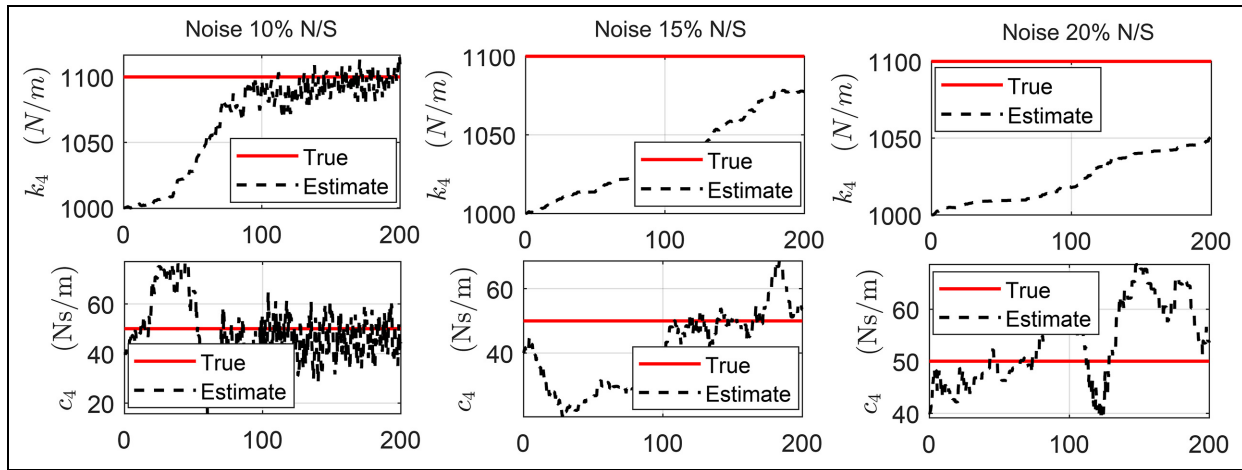 Noise 10% N/S
Noise 15% N/S
Noise 20% N/S
k₄ (N/m)
1100
1050
1000
True
Estimate
0 100 200
k₄ (N/m)
1100
1050
1000
True
Estimate
0 100 200
k₄ (N/m)
1100
1050
1000
True
Estimate
0 100 200
c₄ (Ns/m)
60
40
20
True
Estimate
0 100 200
c₄ (Ns/m)
60
40
True
Estimate
0 100 200
c₄ (Ns/m)
60
50
40
True
Estimate
0 100 200